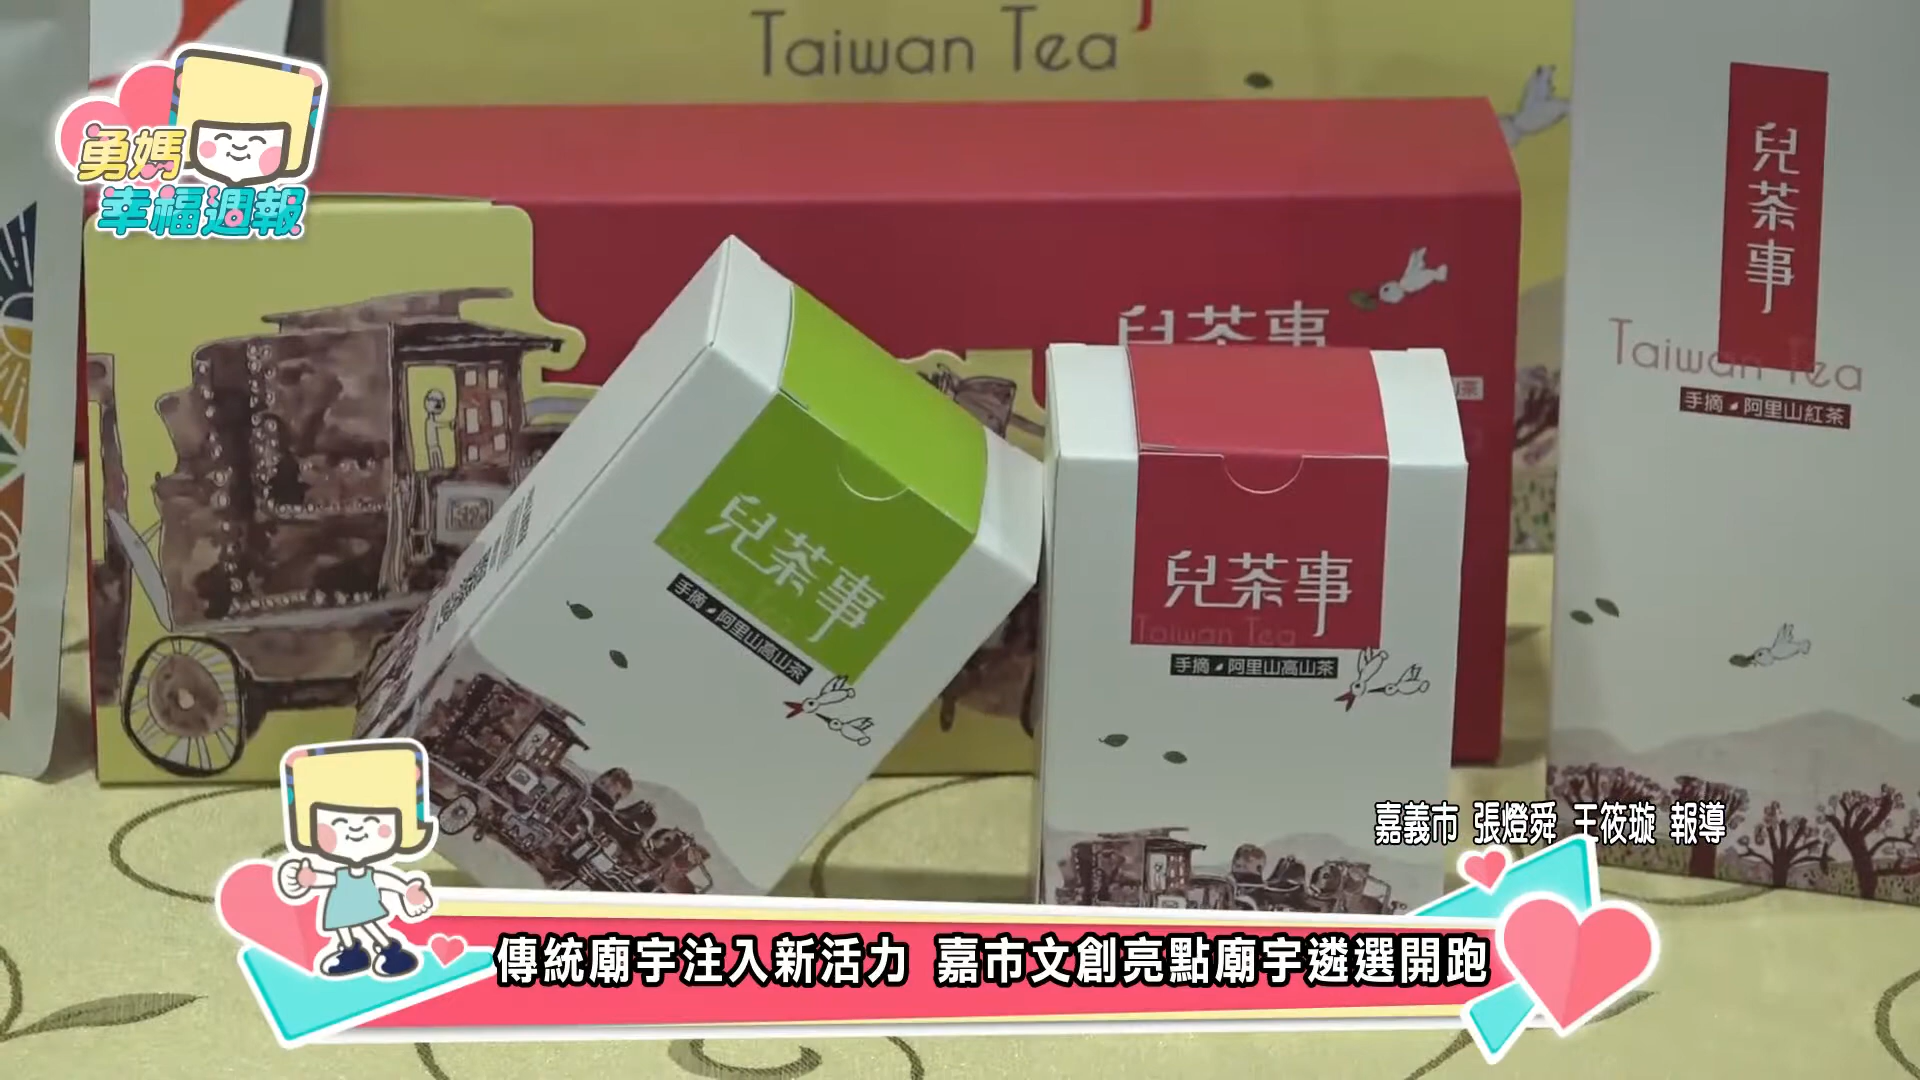 Taiwan Tea
勇媽
幸福週報
兒茶事
Taiwan Tea
手摘 阿里山紅茶
兒茶事
兒茶事
Taiwan Tea
手摘 阿里山高山茶
兒茶事
Taiwan Tea
手摘 阿里山高山茶
嘉義市 張燈舜 王筱璇 報導
傳統廟宇注入新活力 嘉市文創亮點廟宇遴選開跑